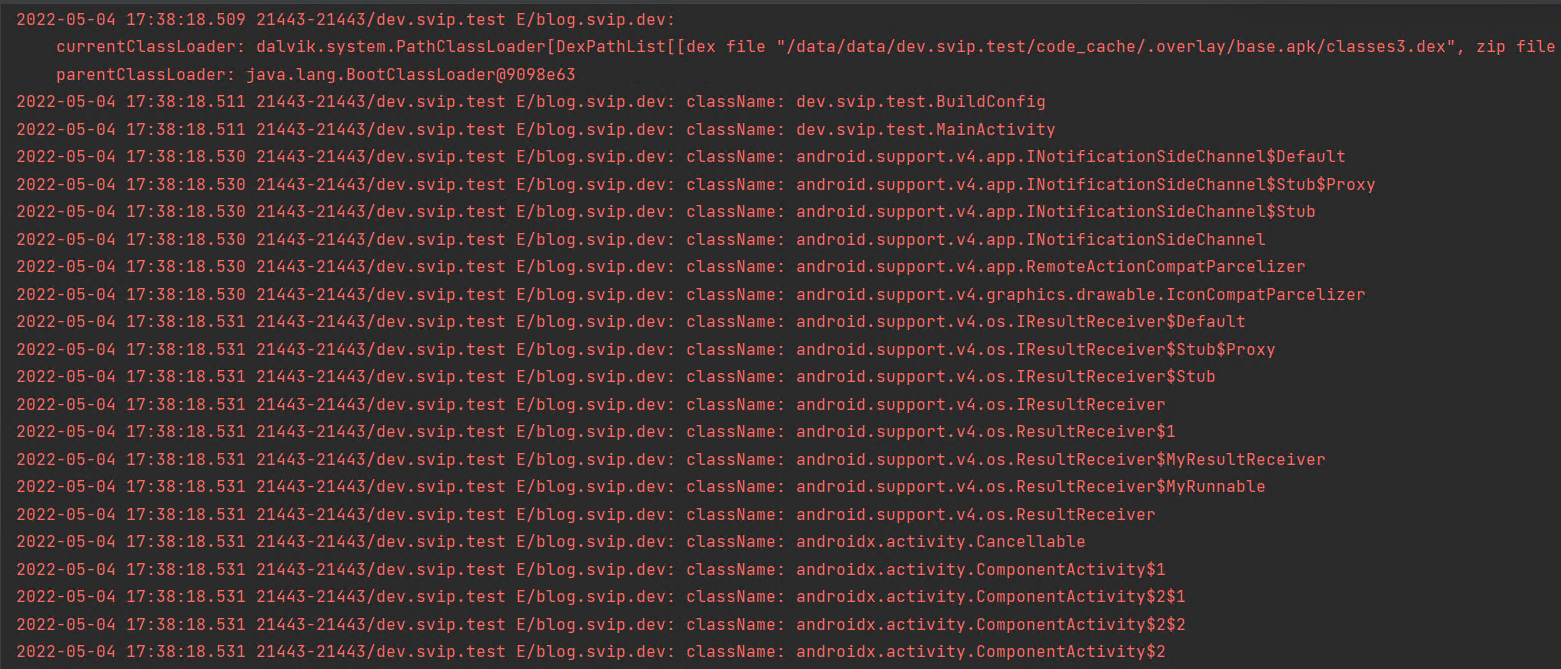 2022-05-04 17:38:18.509 21443-21443/dev.svip.test E/blog.svip.dev:
currentClassLoader: dalvik.system.PathClassLoader[DexPathList[[dex file "/data/data/dev.svip.test/code_cache/.overlay/base.apk/classes3.dex", zip file
parentClassLoader: java.lang.BootClassLoader@9098e63
2022-05-04 17:38:18.511 21443-21443/dev.svip.test E/blog.svip.dev: className: dev.svip.test.BuildConfig
2022-05-04 17:38:18.511 21443-21443/dev.svip.test E/blog.svip.dev: className: dev.svip.test.MainActivity
2022-05-04 17:38:18.530 21443-21443/dev.svip.test E/blog.svip.dev: className: android.support.v4.app.INotificationSideChannel$Default
2022-05-04 17:38:18.530 21443-21443/dev.svip.test E/blog.svip.dev: className: android.support.v4.app.INotificationSideChannel$Stub$Proxy
2022-05-04 17:38:18.530 21443-21443/dev.svip.test E/blog.svip.dev: className: android.support.v4.app.INotificationSideChannel$Stub
2022-05-04 17:38:18.530 21443-21443/dev.svip.test E/blog.svip.dev: className: android.support.v4.app.INotificationSideChannel
2022-05-04 17:38:18.530 21443-21443/dev.svip.test E/blog.svip.dev: className: android.support.v4.app.RemoteActionCompatParcelizer
2022-05-04 17:38:18.530 21443-21443/dev.svip.test E/blog.svip.dev: className: android.support.v4.graphics.drawable.IconCompatParcelizer
2022-05-04 17:38:18.531 21443-21443/dev.svip.test E/blog.svip.dev: className: android.support.v4.os.IResultReceiver$Default
2022-05-04 17:38:18.531 21443-21443/dev.svip.test E/blog.svip.dev: className: android.support.v4.os.IResultReceiver$Stub$Proxy
2022-05-04 17:38:18.531 21443-21443/dev.svip.test E/blog.svip.dev: className: android.support.v4.os.IResultReceiver$Stub
2022-05-04 17:38:18.531 21443-21443/dev.svip.test E/blog.svip.dev: className: android.support.v4.os.IResultReceiver
2022-05-04 17:38:18.531 21443-21443/dev.svip.test E/blog.svip.dev: className: android.support.v4.os.ResultReceiver$1
2022-05-04 17:38:18.531 21443-21443/dev.svip.test E/blog.svip.dev: className: android.support.v4.os.ResultReceiver$MyResultReceiver
2022-05-04 17:38:18.531 21443-21443/dev.svip.test E/blog.svip.dev: className: android.support.v4.os.ResultReceiver$MyRunnable
2022-05-04 17:38:18.531 21443-21443/dev.svip.test E/blog.svip.dev: className: android.support.v4.os.ResultReceiver
2022-05-04 17:38:18.531 21443-21443/dev.svip.test E/blog.svip.dev: className: androidx.activity.Cancellable
2022-05-04 17:38:18.531 21443-21443/dev.svip.test E/blog.svip.dev: className: androidx.activity.ComponentActivity$1
2022-05-04 17:38:18.531 21443-21443/dev.svip.test E/blog.svip.dev: className: androidx.activity.ComponentActivity$2$1
2022-05-04 17:38:18.531 21443-21443/dev.svip.test E/blog.svip.dev: className: androidx.activity.ComponentActivity$2$2
2022-05-04 17:38:18.531 21443-21443/dev.svip.test E/blog.svip.dev: className: androidx.activity.ComponentActivity$2